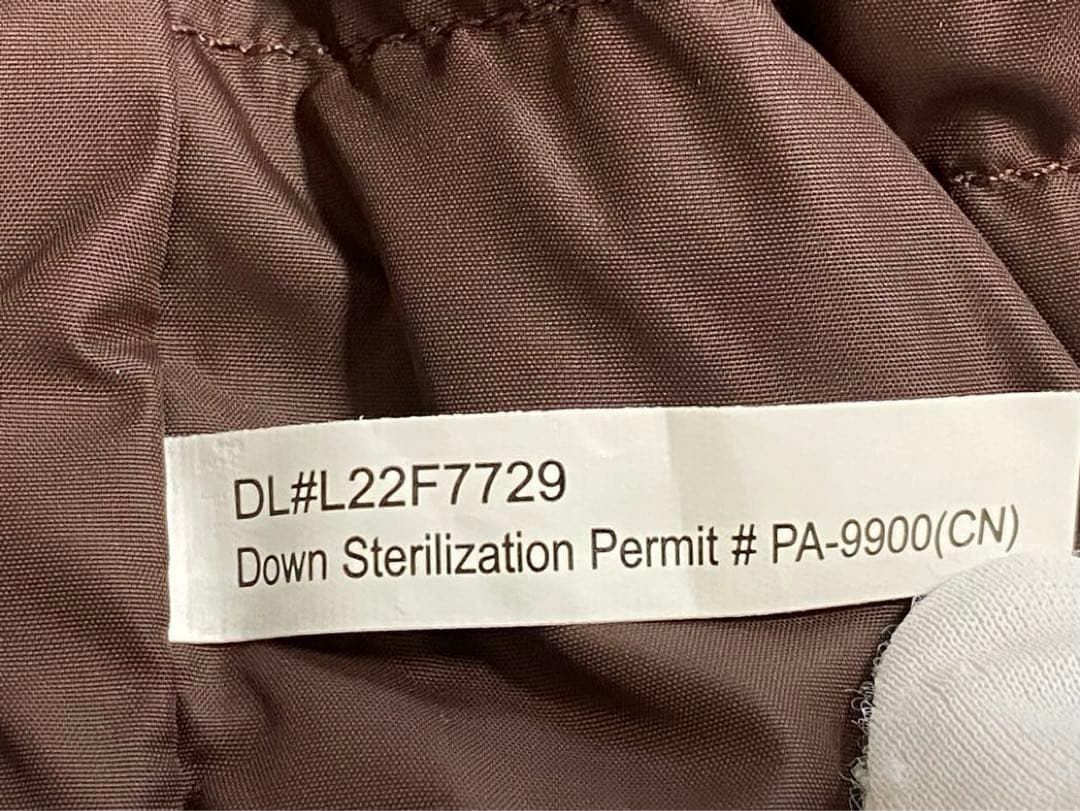 DL#L22F7729
Down Sterilization Permit # PA-9900(CN)